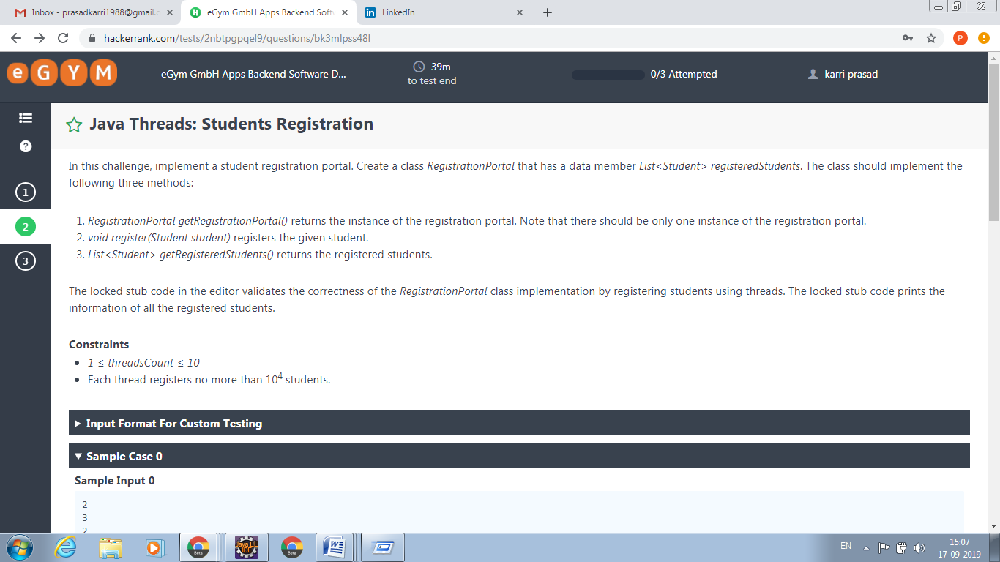 Inbox - prasadkarri1988@gmail.c
eGym GmbH Apps Backend Softw
LinkedIn
hackerrank.com/tests/2nbtpgpqel9/questions/bk3mlpss48l
P
eGYM
eGym GmbH Apps Backend Software D...
39m
to test end
0/3 Attempted
karri prasad
1
2
3
Java Threads: Students Registration
In this challenge, implement a student registration portal. Create a class RegistrationPortal that has a data member List<Student> registeredStudents. The class should implement the
following three methods:
1. RegistrationPortal getRegistrationPortal() returns the instance of the registration portal. Note that there should be only one instance of the registration portal.
2. void register(Student student) registers the given student.
3. List<Student> getRegisteredStudents() returns the registered students.
The locked stub code in the editor validates the correctness of the RegistrationPortal class implementation by registering students using threads. The locked stub code prints the
information of all the registered students.
Constraints
• 1 ≤ threadsCount ≤ 10
• Each thread registers no more than 10⁴ students.
Input Format For Custom Testing
Sample Case 0
Sample Input 0
2
3
2
Beta
Java EE
IDE
Beta
EN
15:07
17-09-2019